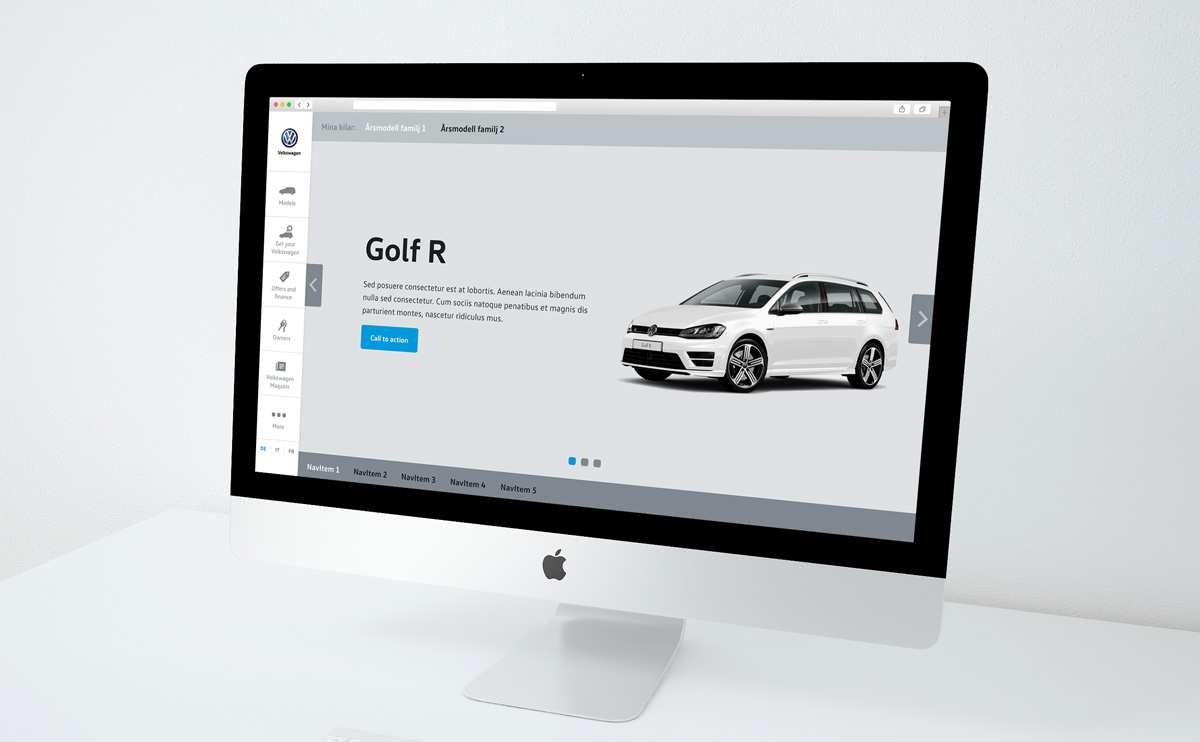 Mina bilar: Årsmodell familj 1 Årsmodell familj 2
Volkswagen
Models
Get your
Volkswagen
Offers and
finance
Owners
Volkswagen
Magazin
More
DE IT FR
Golf R
Sed posuere consectetur est at lobortis. Aenean lacinia bibendum
nulla sed consectetur. Cum sociis natoque penatibus et magnis dis
parturient montes, nascetur ridiculus mus.
Call to action
Golf R
NavItem 1 NavItem 2 NavItem 3 NavItem 4 NavItem 5